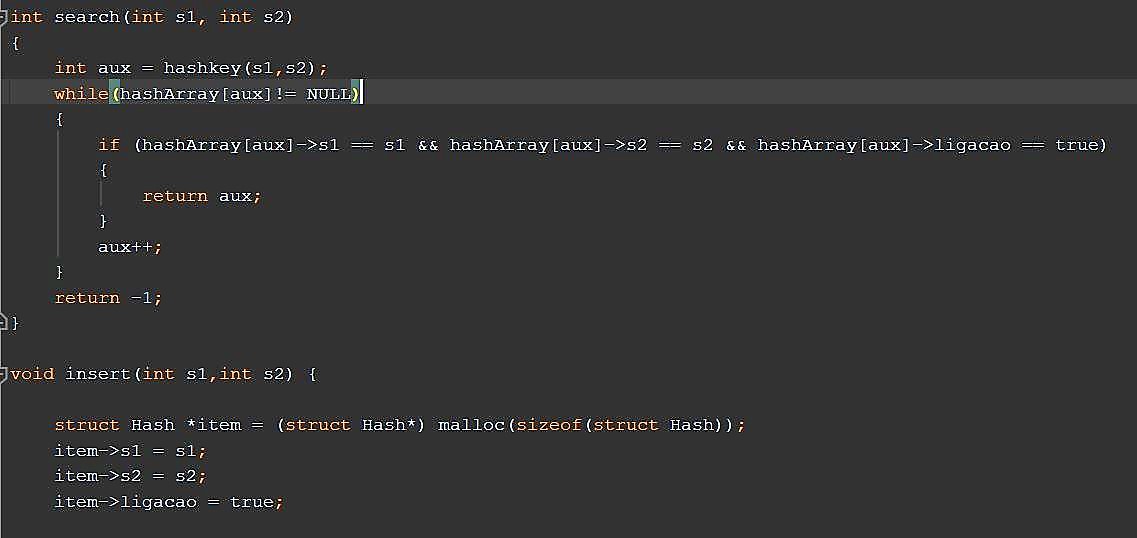 int search(int s1, int s2)
{
int aux = hashkey(s1,s2);
while(hashArray[aux]!= NULL)
{
if (hashArray[aux]->s1 == s1 && hashArray[aux]->s2 == s2 && hashArray[aux]->ligacao == true)
{
return aux;
}
aux++;
}
return -1;
}
void insert(int s1,int s2) {
struct Hash *item = (struct Hash*) malloc(sizeof(struct Hash));
item->s1 = s1;
item->s2 = s2;
item->ligacao = true;